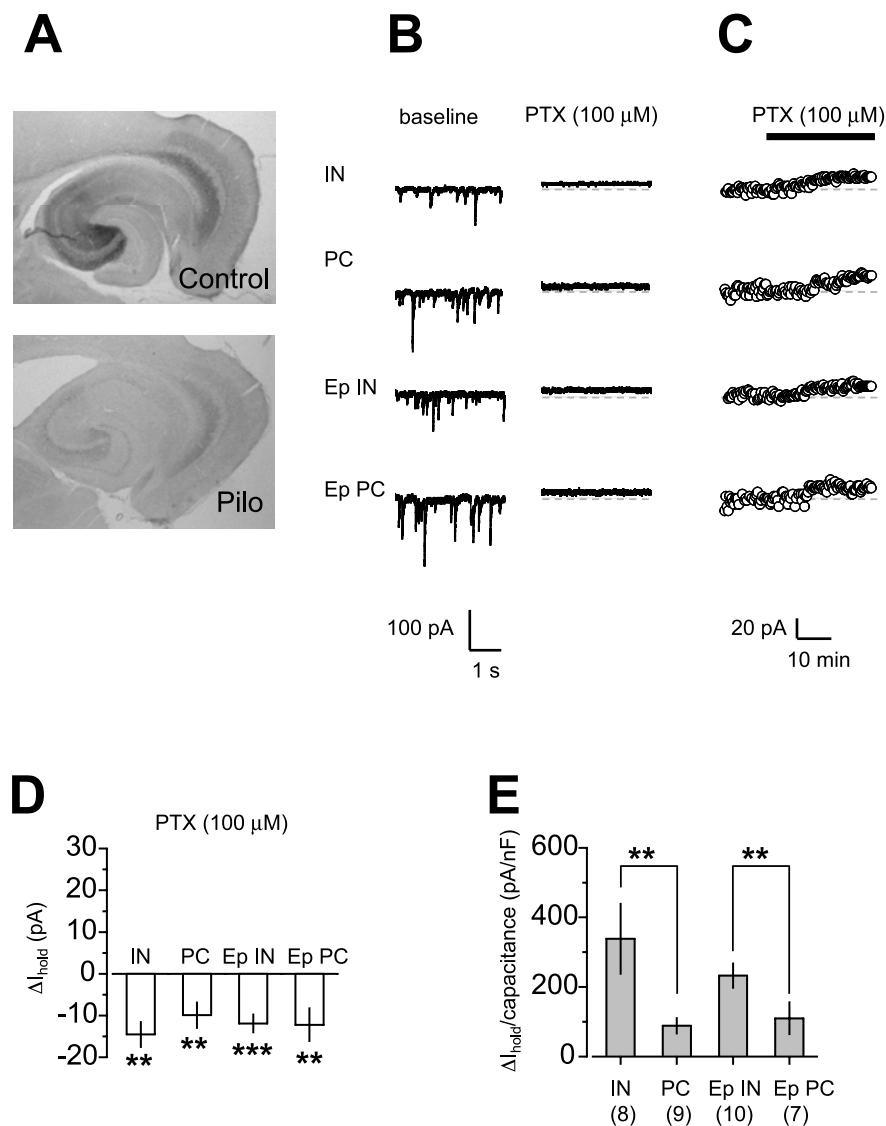 A B C
baseline PTX (100 μM) PTX (100 μM)
IN
Control
PC
Ep IN
Pilo
Ep PC
100 pA
1 s
20 pA
10 min
D E
PTX (100 μM)
ΔIhold (pA)
30
20
10
0
-10
-20
IN PC Ep IN Ep PC
** ** *** **
ΔIhold/capacitance (pA/nF)
600
400
200
0
** **
IN PC Ep IN Ep PC
(8) (9) (10) (7)